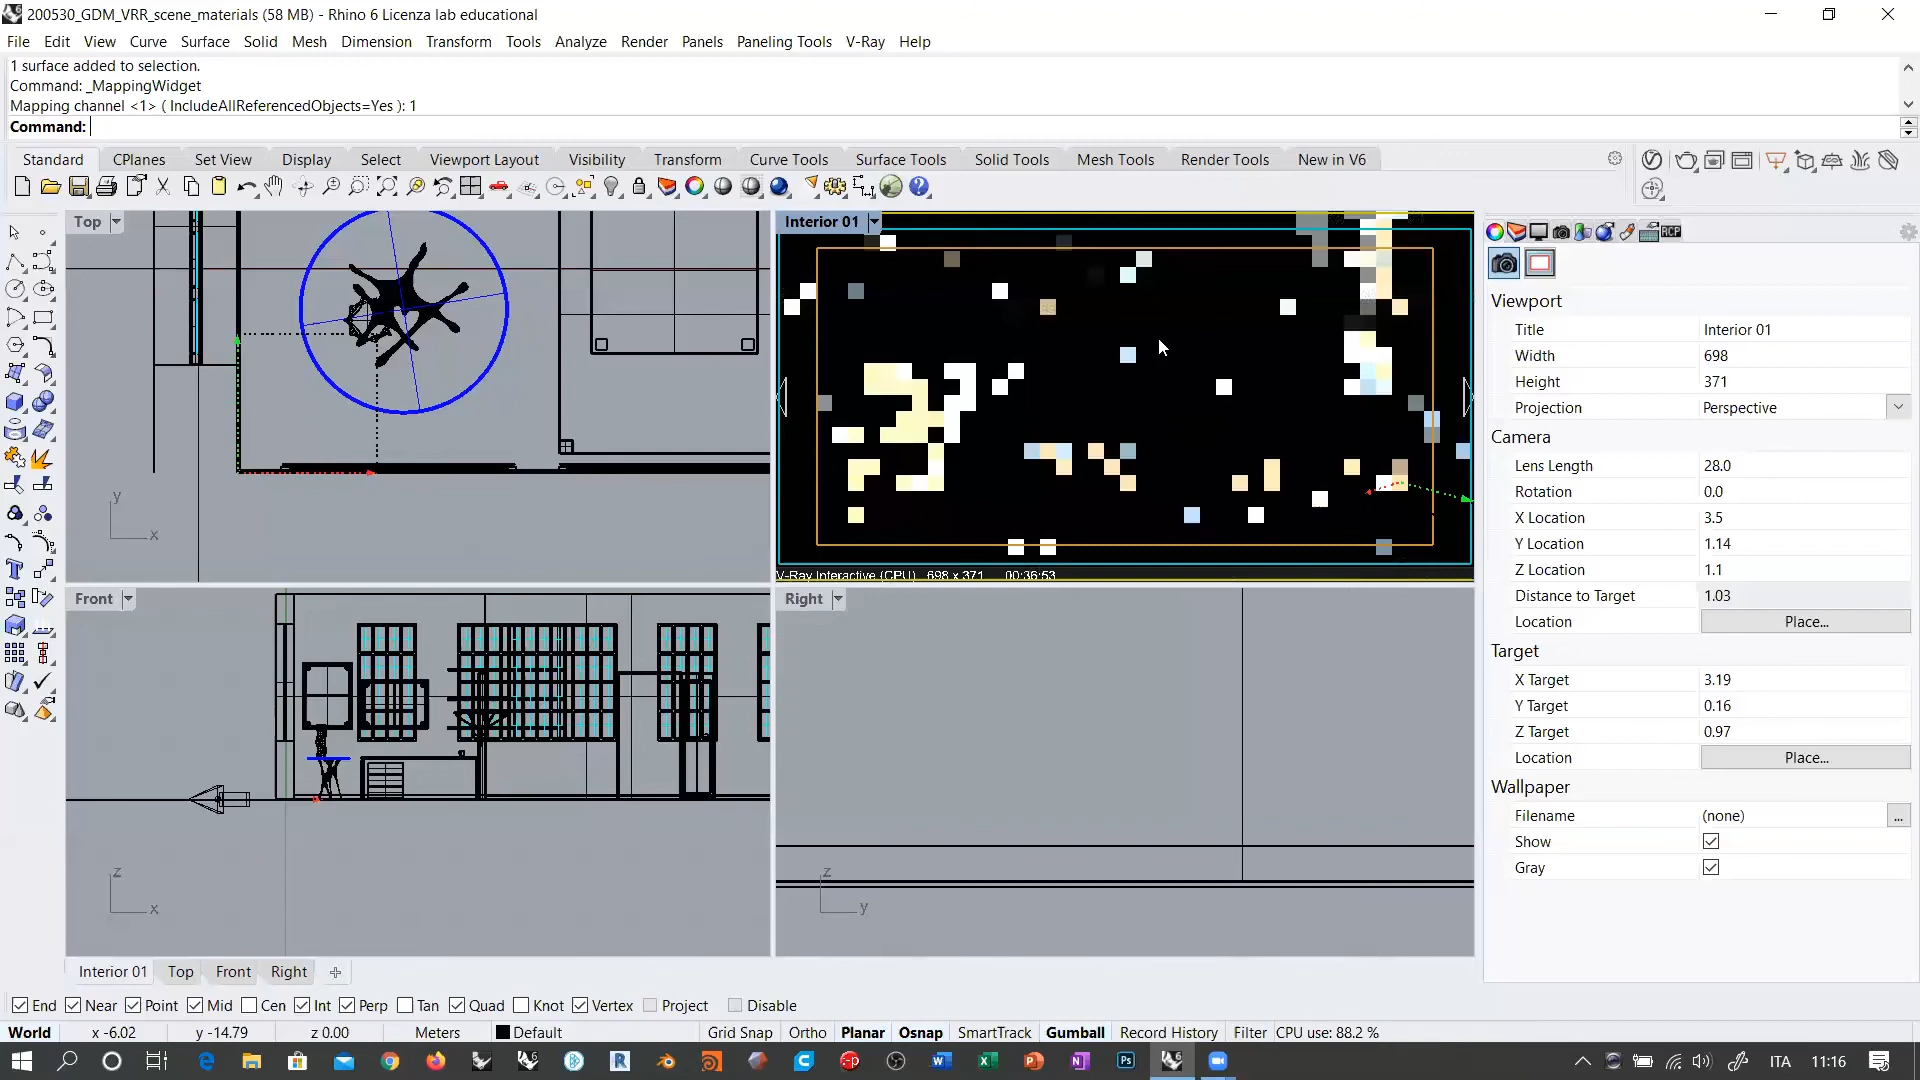 200530_GDM_VRR_scene_materials (58 MB) - Rhino 6 Licenza lab educational
File Edit View Curve Surface Solid Mesh Dimension Transform Tools Analyze Render Panels Paneling Tools V-Ray Help
1 surface added to selection.
Command: _MappingWidget
Mapping channel <1> ( IncludeAllReferencedObjects=Yes ): 1
Command:
Standard CPlanes Set View Display Select Viewport Layout Visibility Transform Curve Tools Surface Tools Solid Tools Mesh Tools Render Tools New in V6
Top
Interior 01
RCP
Viewport
Title Interior 01
Width 698
Height 371
Projection Perspective
Camera
Lens Length 28.0
Rotation 0.0
X Location 3.5
Y Location 1.14
Z Location 1.1
Distance to Target 1.03
Location Place...
Target
X Target 3.19
Y Target 0.16
Z Target 0.97
Location Place...
Wallpaper
Filename (none) ...
Show
Gray
y
x
V-Ray Interactive (CPU) 698 x 371 00:36:53
Front
Right
z
x
z
y
Interior 01 Top Front Right
End Near Point Mid Cen Int Perp Tan Quad Knot Vertex Project Disable
World x -6.02 y -14.79 z 0.00 Meters Default Grid Snap Ortho Planar Osnap SmartTrack Gumball Record History Filter CPU use: 88.2 %
ITA 11:16